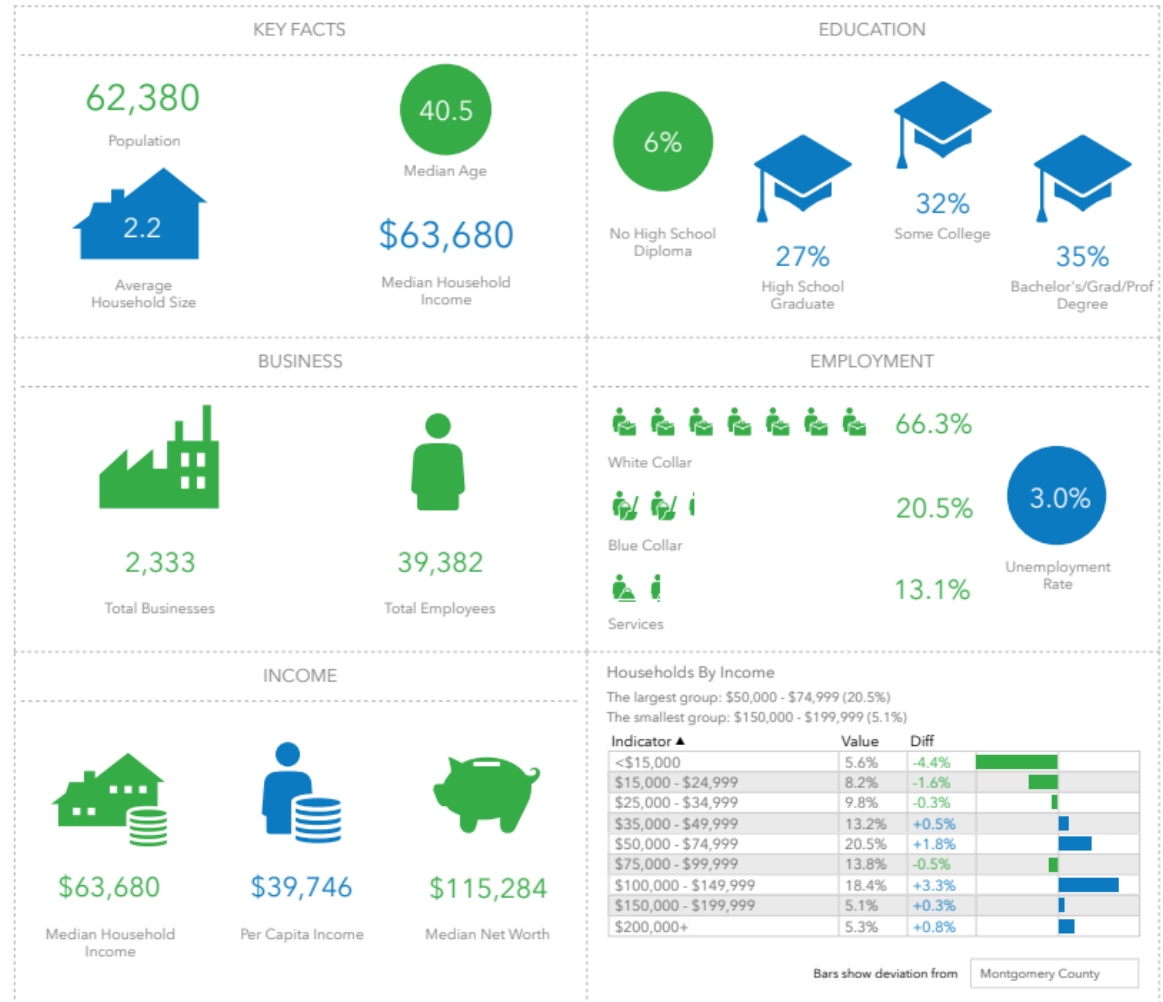 KEY FACTS
62,380
Population
40.5
Median Age
2.2
Average
Household Size
$63,680
Median Household
Income
EDUCATION
6%
No High School
Diploma
27%
High School
Graduate
32%
Some College
35%
Bachelor's/Grad/Prof
Degree
BUSINESS
2,333
Total Businesses
39,382
Total Employees
EMPLOYMENT
66.3%
White Collar
20.5%
Blue Collar
13.1%
Services
3.0%
Unemployment
Rate
INCOME
$63,680
Median Household
Income
$39,746
Per Capita Income
$115,284
Median Net Worth
Households By Income
The largest group: $50,000 - $74,999 (20.5%)
The smallest group: $150,000 - $199,999 (5.1%)
Indicator ▲ Value Diff
<$15,000 5.6% -4.4%
$15,000 - $24,999 8.2% -1.6%
$25,000 - $34,999 9.8% -0.3%
$35,000 - $49,999 13.2% +0.5%
$50,000 - $74,999 20.5% +1.8%
$75,000 - $99,999 13.8% -0.5%
$100,000 - $149,999 18.4% +3.3%
$150,000 - $199,999 5.1% +0.3%
$200,000+ 5.3% +0.8%
Bars show deviation from Montgomery County